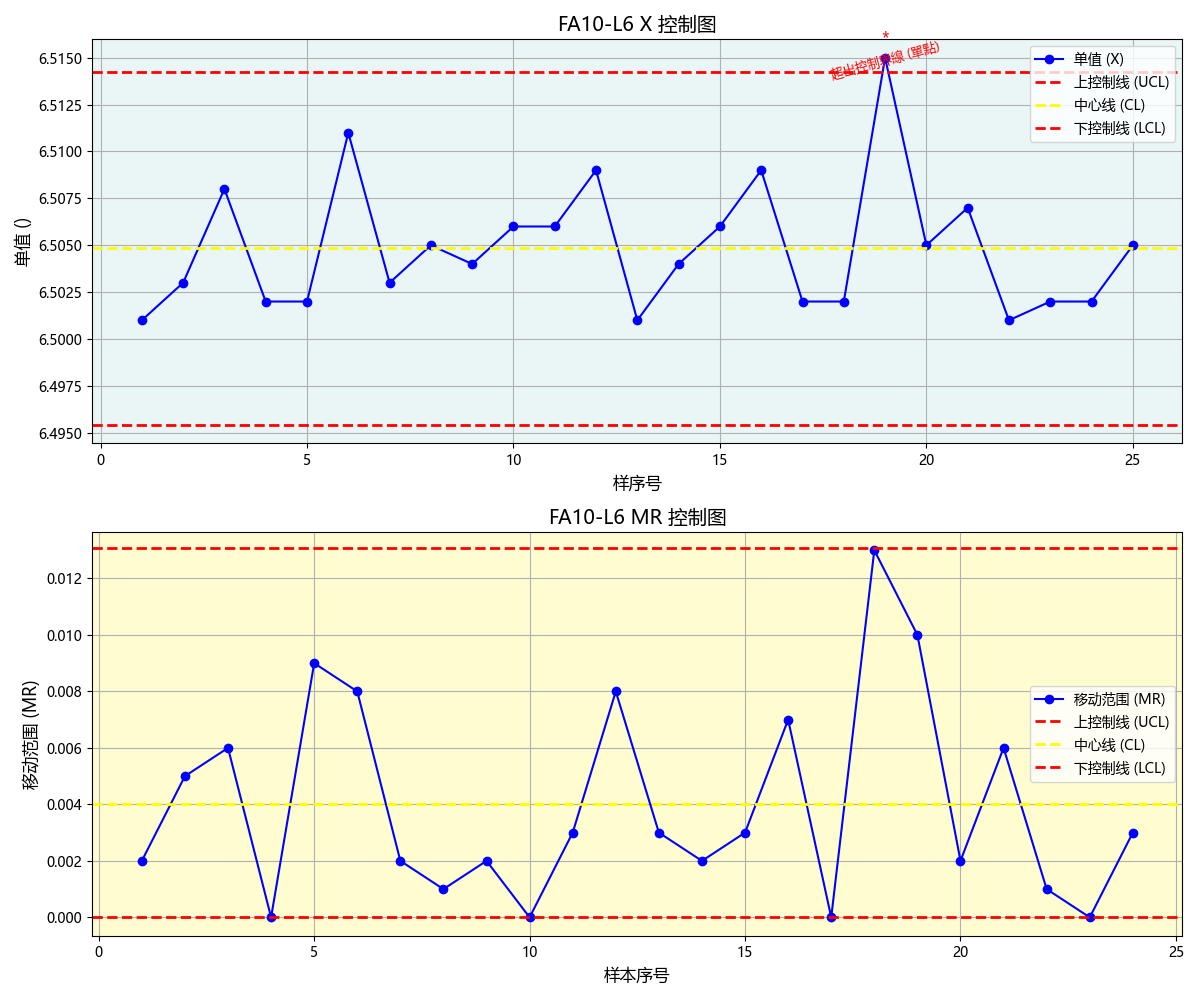 FA10-L6 X 控制图
*
超出控制界線 (單點)
单值 (X)
上控制线 (UCL)
中心线 (CL)
下控制线 (LCL)
6.5150
6.5125
6.5100
6.5075
6.5050
6.5025
6.5000
6.4975
6.4950
单值 ()
0 5 10 15 20 25
样序号
FA10-L6 MR 控制图
0.012
0.010
0.008
0.006
0.004
0.002
0.000
移动范围 (MR)
移动范围 (MR)
上控制线 (UCL)
中心线 (CL)
下控制线 (LCL)
0 5 10 15 20 25
样本序号